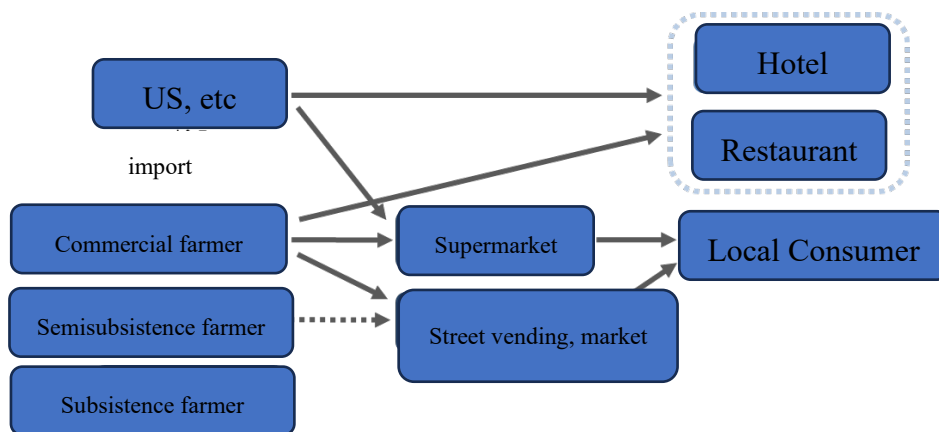 Hotel
US, etc
Restaurant
import
Commercial farmer
Supermarket
Local Consumer
Semisubsistence farmer
Street vending, market
Subsistence farmer